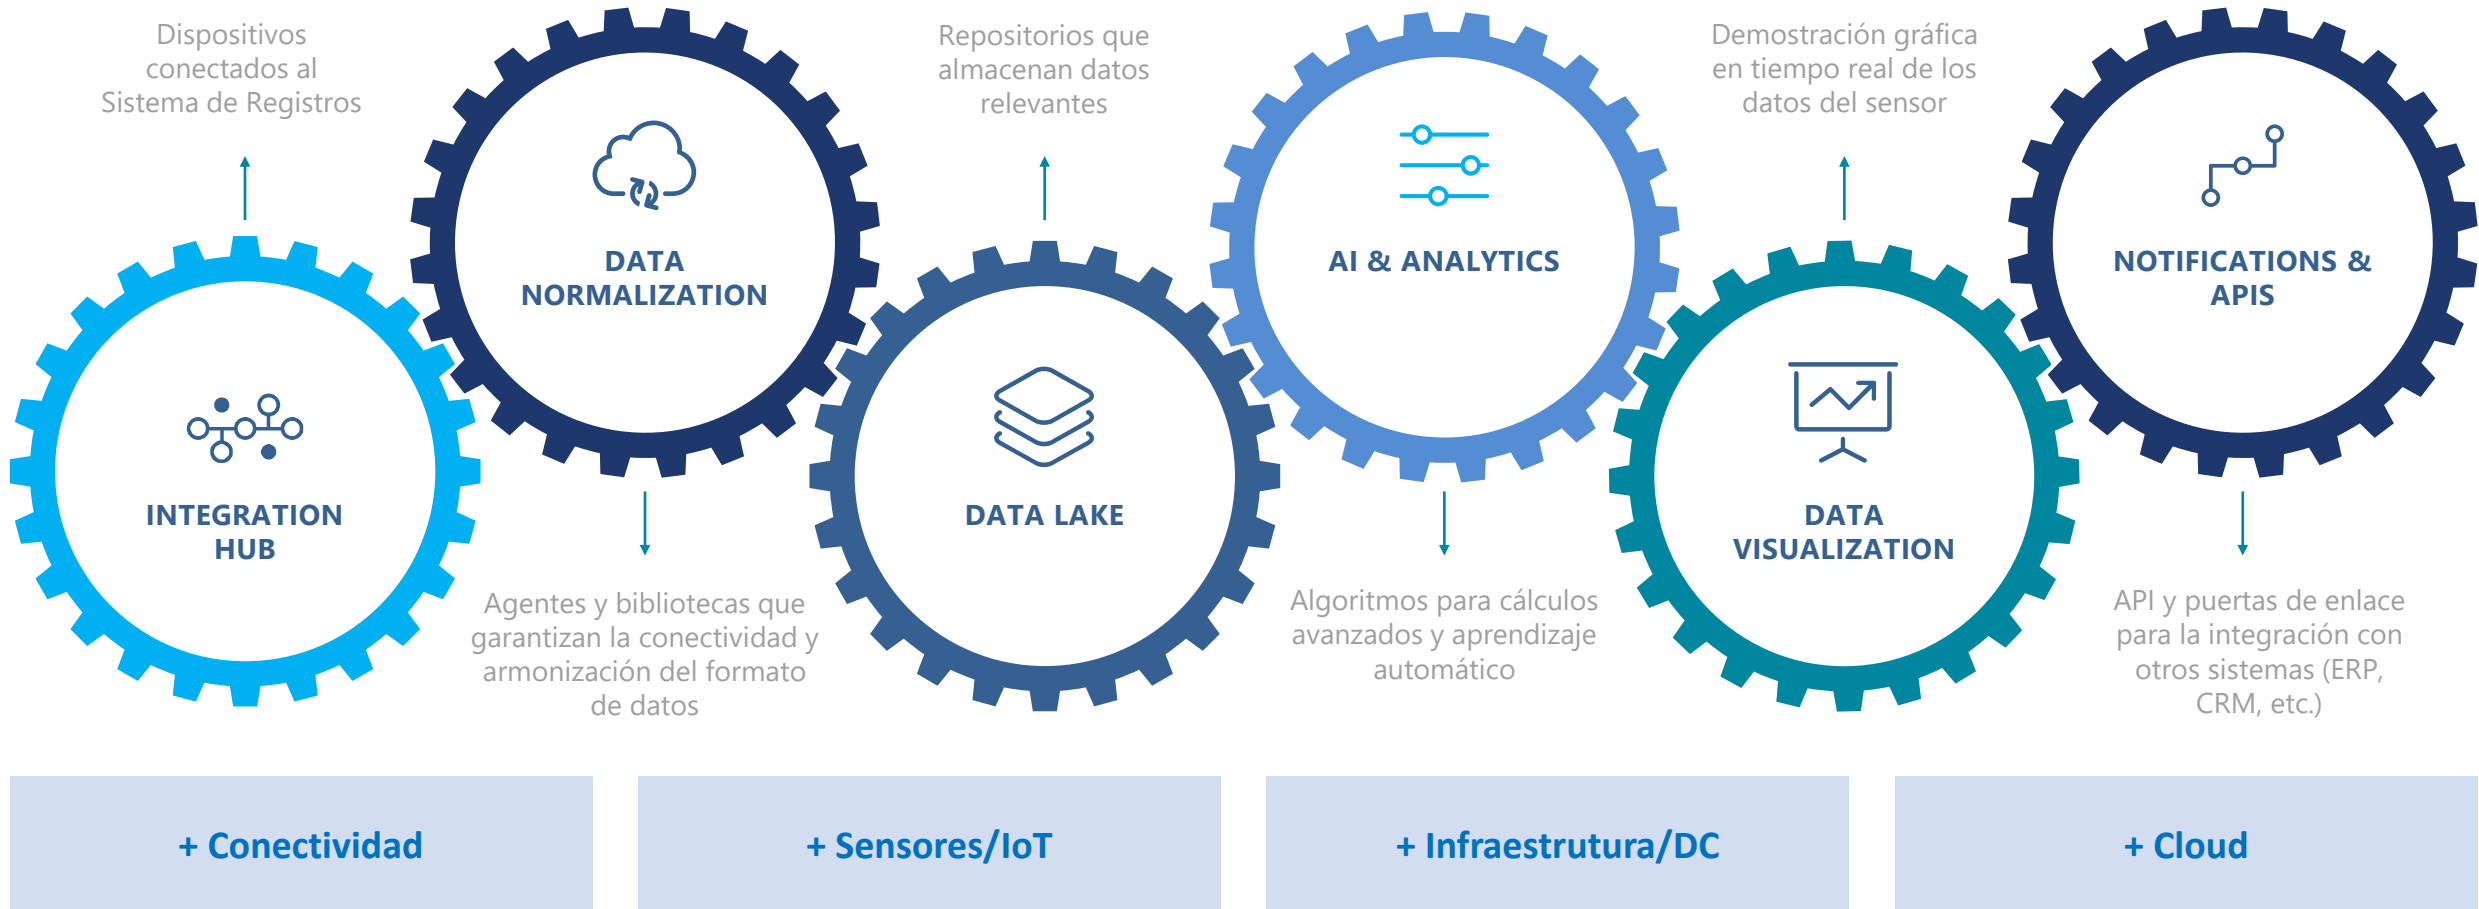 Dispositivos
conectados al
Sistema de Registros
INTEGRATION
HUB
DATA
NORMALIZATION
Agentes y bibliotecas que
garantizan la conectividad y
armonización del formato
de datos
Repositorios que
almacenan datos
relevantes
DATA LAKE
AI & ANALYTICS
Algoritmos para cálculos
avanzados y aprendizaje
automático
Demostración gráfica
en tiempo real de los
datos del sensor
DATA
VISUALIZATION
NOTIFICATIONS &
APIS
API y puertas de enlace
para la integración con
otros sistemas (ERP,
CRM, etc.)
+ Conectividad
+ Sensores/IoT
+ Infraestrutura/DC
+ Cloud